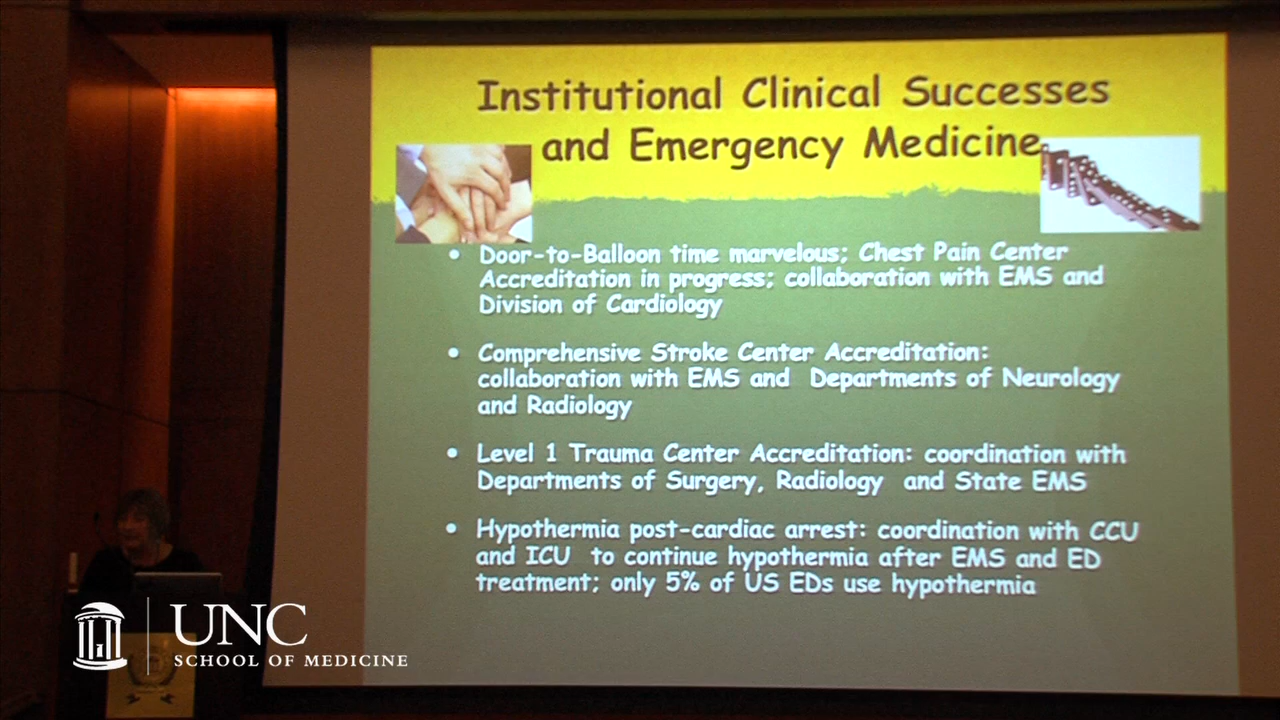 Institutional Clinical Successes
and Emergency Medicine
• Door-to-Balloon time marvelous; Chest Pain Center
Accreditation in progress; collaboration with EMS and
Division of Cardiology
• Comprehensive Stroke Center Accreditation:
collaboration with EMS and Departments of Neurology
and Radiology
• Level 1 Trauma Center Accreditation: coordination with
Departments of Surgery, Radiology and State EMS
• Hypothermia post-cardiac arrest: coordination with CCU
and ICU to continue hypothermia after EMS and ED
treatment; only 5% of US EDs use hypothermia
UNC
SCHOOL OF MEDICINE